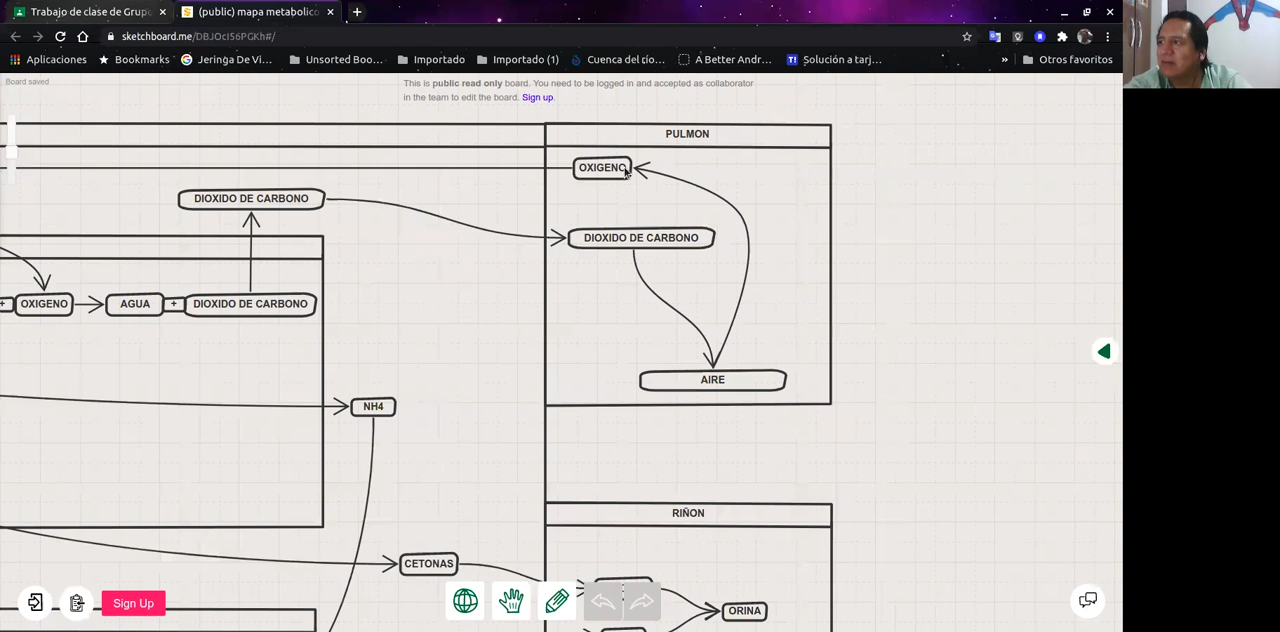 Trabajo de clase de Grupo
(public) mapa metabolico
sketchboard.me/DBJOcI56PGKh#/
Aplicaciones
Bookmarks
Jeringa De Vi...
Unsorted Boo...
Importado
Importado (1)
Cuenca del cío...
A Better Andr...
Solución a tarj...
»
Otros favoritos
Board saved
This is public read only board. You need to be logged in and accepted as collaborator
in the team to edit the board. Sign up.
PULMON
OXIGENO
DIOXIDO DE CARBONO
DIOXIDO DE CARBONO
+ OXIGENO AGUA + DIOXIDO DE CARBONO
AIRE
NH4
RIÑON
CETONAS
ORINA
Sign Up